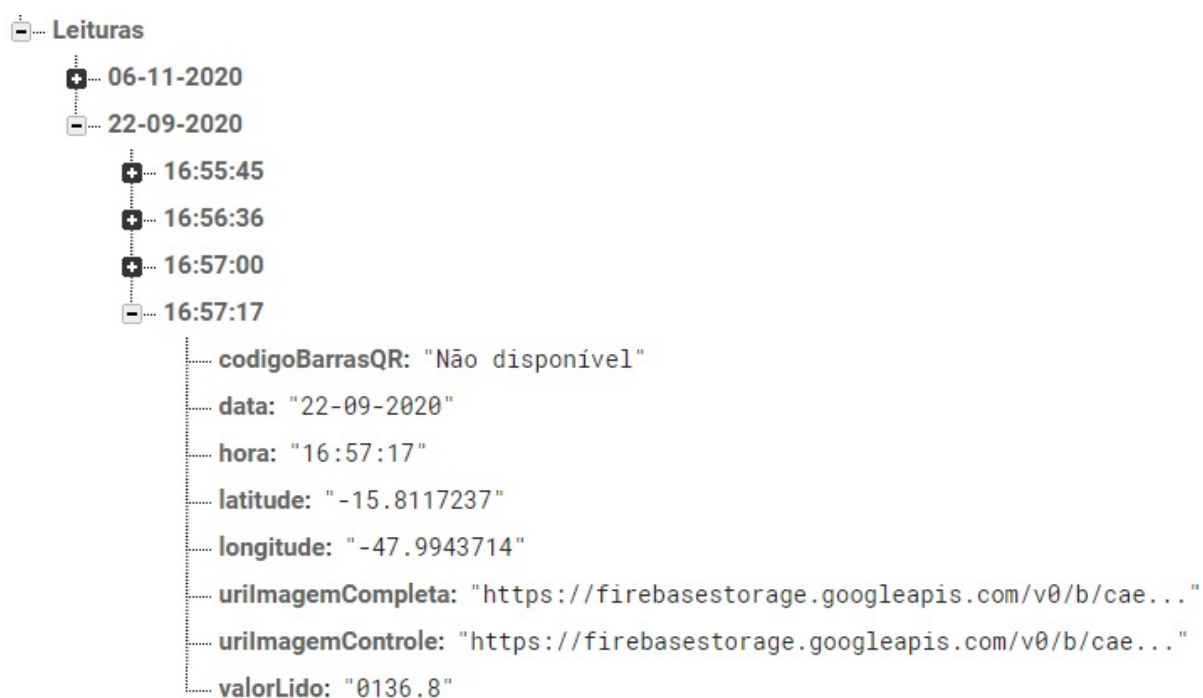 Leituras
06-11-2020
22-09-2020
16:55:45
16:56:36
16:57:00
16:57:17
codigoBarrasQR: "Não disponível"
data: "22-09-2020"
hora: "16:57:17"
latitude: "-15.8117237"
longitude: "-47.9943714"
uriImagemCompleta: "https://firebasestorage.googleapis.com/v0/b/cae..."
uriImagemControle: "https://firebasestorage.googleapis.com/v0/b/cae..."
valorLido: "0136.8"